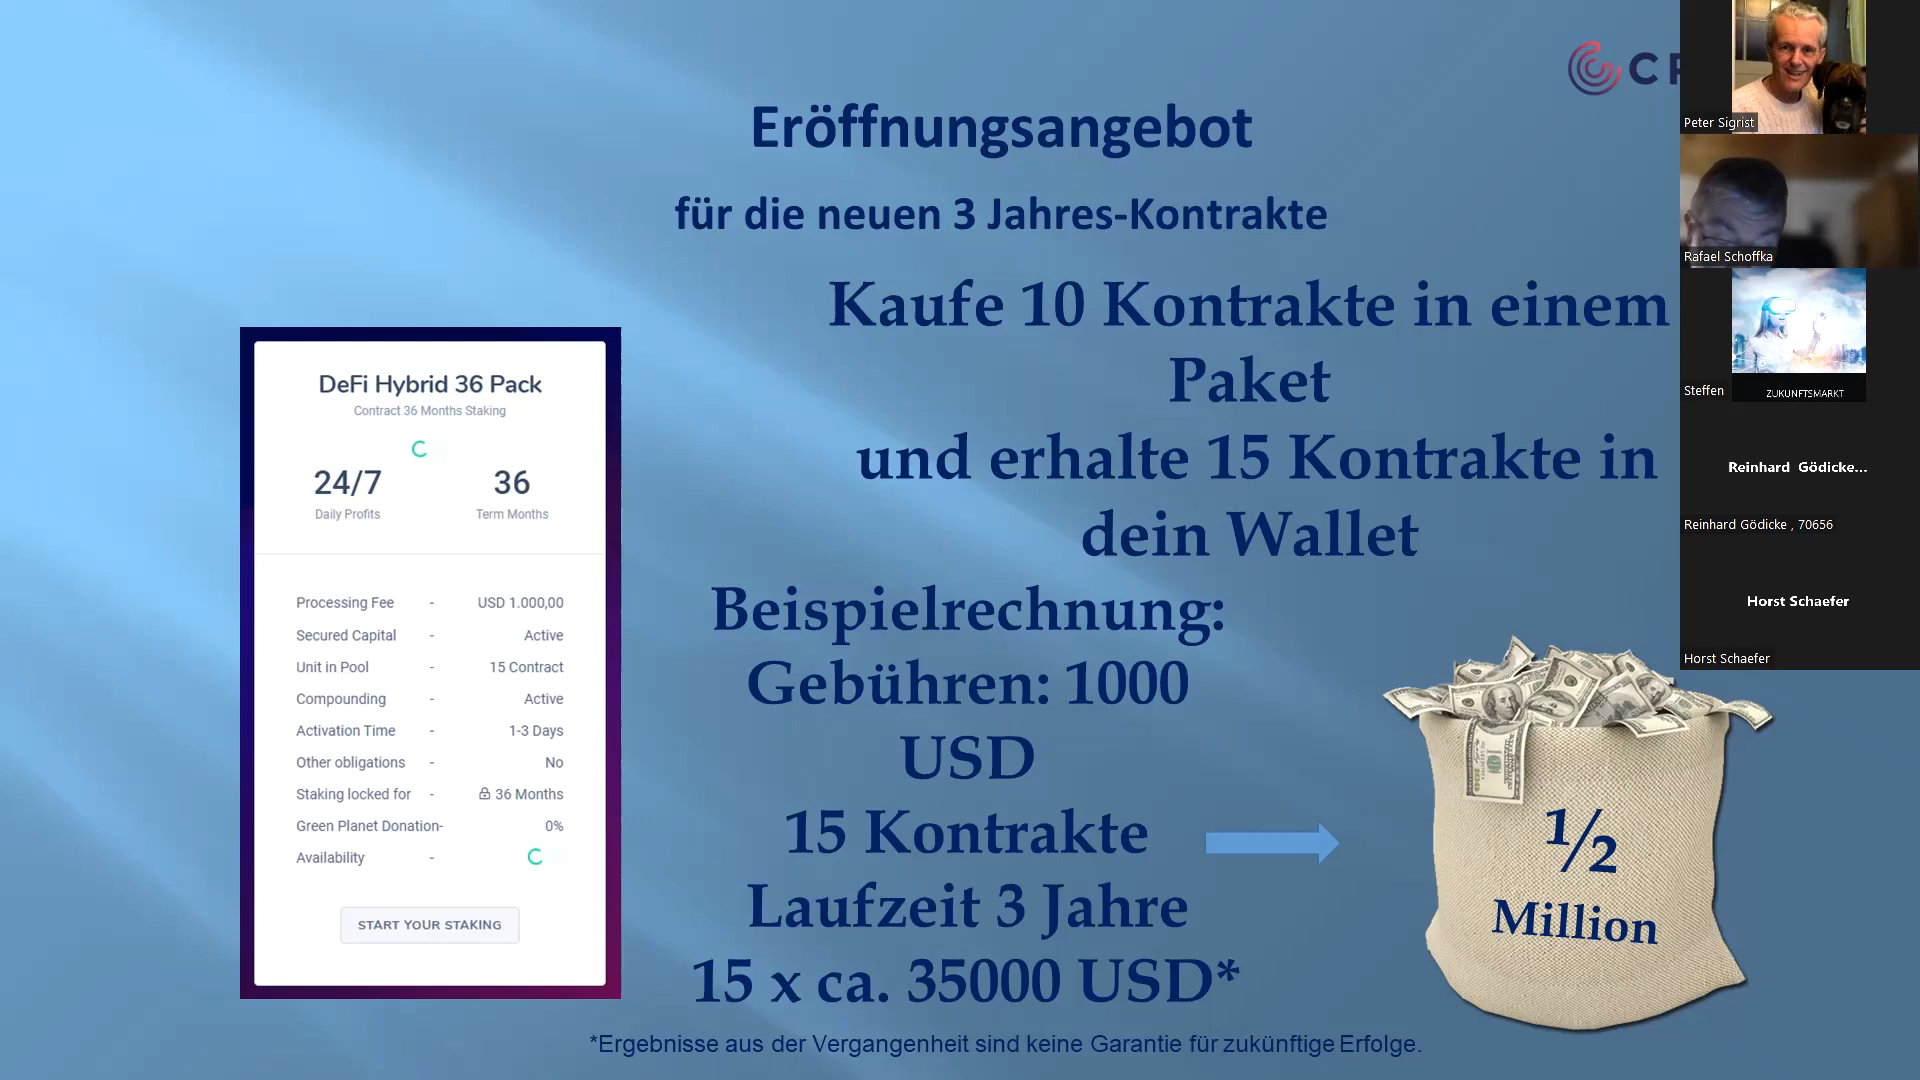 CR
Eröffnungsangebot
für die neuen 3 Jahres-Kontrakte
Kaufe 10 Kontrakte in einem
Paket
und erhalte 15 Kontrakte in
dein Wallet
Beispielrechnung:
Gebühren: 1000
USD
15 Kontrakte
Laufzeit 3 Jahre
15 x ca. 35000 USD*
*Ergebnisse aus der Vergangenheit sind keine Garantie für zukünftige Erfolge.
DeFi Hybrid 36 Pack
Contract 36 Months Staking
24/7 36
Daily Profits Term Months
Processing Fee - USD 1.000,00
Secured Capital - Active
Unit in Pool - 15 Contract
Compounding - Active
Activation Time - 1-3 Days
Other obligations - No
Staking locked for - 36 Months
Green Planet Donation- 0%
Availability -
START YOUR STAKING
½
Million
Peter Sigrist
Rafael Schoffka
Steffen
ZUKUNFTSMARKT
Reinhard Gödicke...
Reinhard Gödicke , 70656
Horst Schaefer
Horst Schaefer